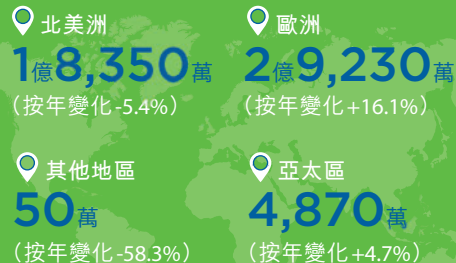 北美洲
1億8,350萬
（按年變化-5.4%）
歐洲
2億9,230萬
（按年變化+16.1%）
其他地區
50萬
（按年變化-58.3%）
亞太區
4,870萬
（按年變化+4.7%）